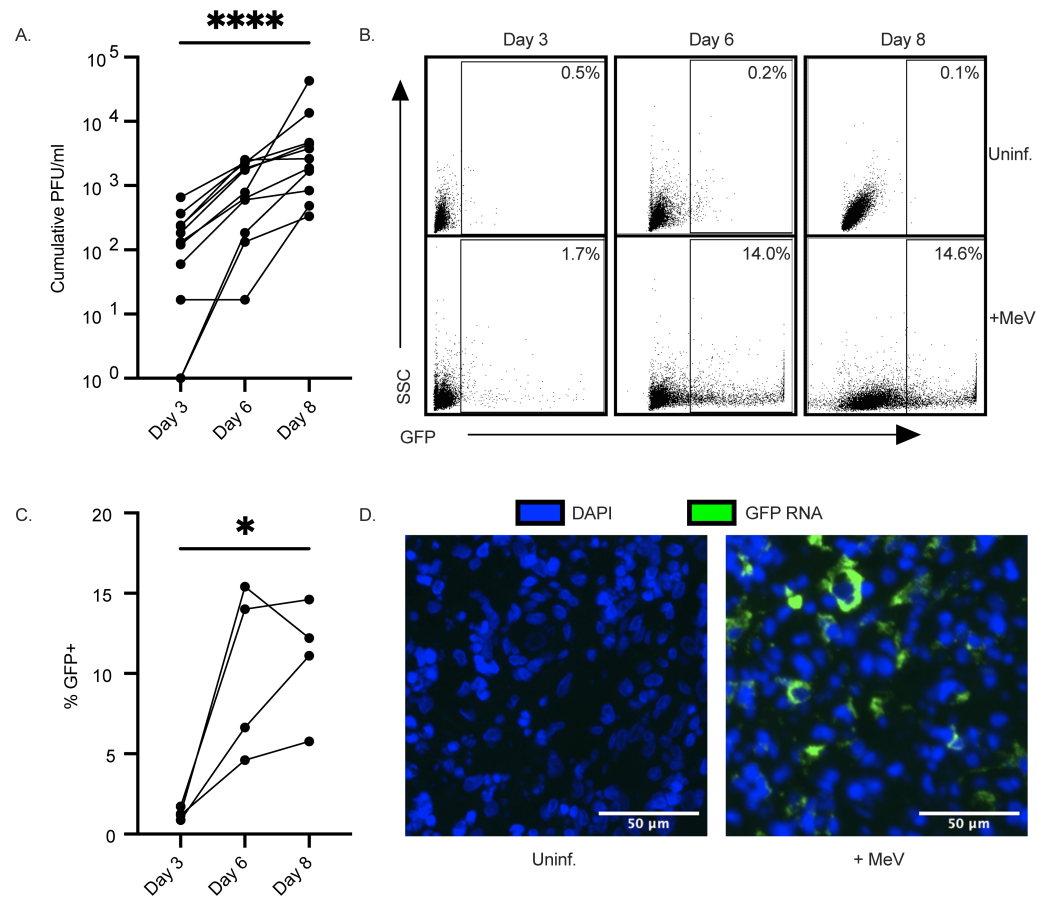 A.
****
10 5
10 4
10 3
10 2
10 1
10 0
Cumulative PFU/ml
Day 3
Day 6
Day 8
B.
Day 3
Day 6
Day 8
0.5%
0.2%
0.1%
Uninf.
1.7%
14.0%
14.6%
+MeV
SSC
GFP
C.
*
20
15
10
5
0
% GFP+
Day 3
Day 6
Day 8
D.
DAPI
GFP RNA
50 µm
50 µm
Uninf.
+ MeV